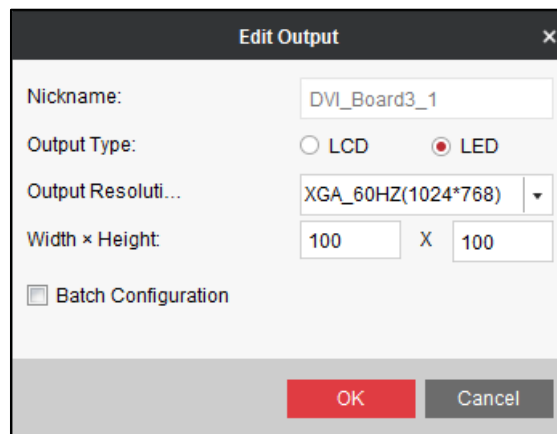 Edit Output ×
Nickname: DVI_Board3_1
Output Type: LCD LED
Output Resoluti... XGA_60HZ(1024*768)
Width × Height: 100 X 100
Batch Configuration
OK Cancel